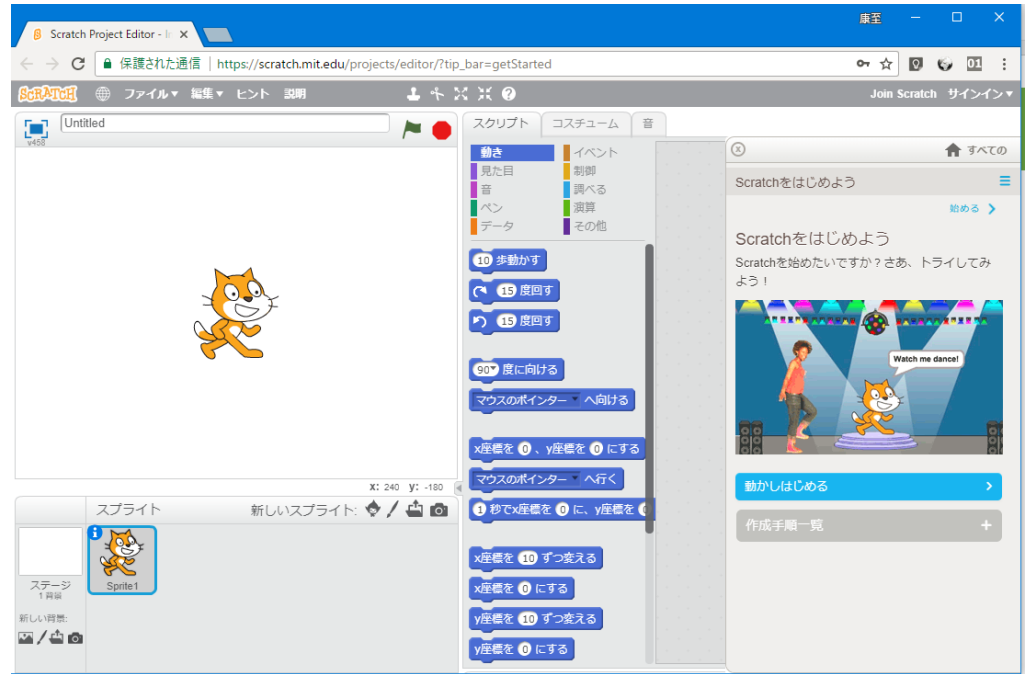 康至
Scratch Project Editor - I
保護された通信 | https://scratch.mit.edu/projects/editor/?tip_bar=getStarted
SCRATCH ファイル▼ 編集▼ ヒント 説明
Join Scratch サインイン▼
Untitled
v458
スクリプト コスチューム 音
動き イベント
見た目 制御
音 調べる
ペン 演算
データ その他
10 歩動かす
15 度回す
15 度回す
90▼ 度に向ける
マウスのポインター へ向ける
x座標を 0 、y座標を 0 にする
マウスのポインター へ行く
1 秒でx座標を 0 に、y座標を 0
x座標を 10 ずつ変える
x座標を 0 にする
y座標を 10 ずつ変える
y座標を 0 にする
X: 240 y: -180
スプライト 新しいスプライト:
ステージ
1 背景
新しい背景:
Sprite1
すべての
Scratchをはじめよう
始める
Scratchをはじめよう
Scratchを始めたいですか？さあ、トライしてみ
よう！
Watch me dance!
動かしはじめる
作成手順一覧 +